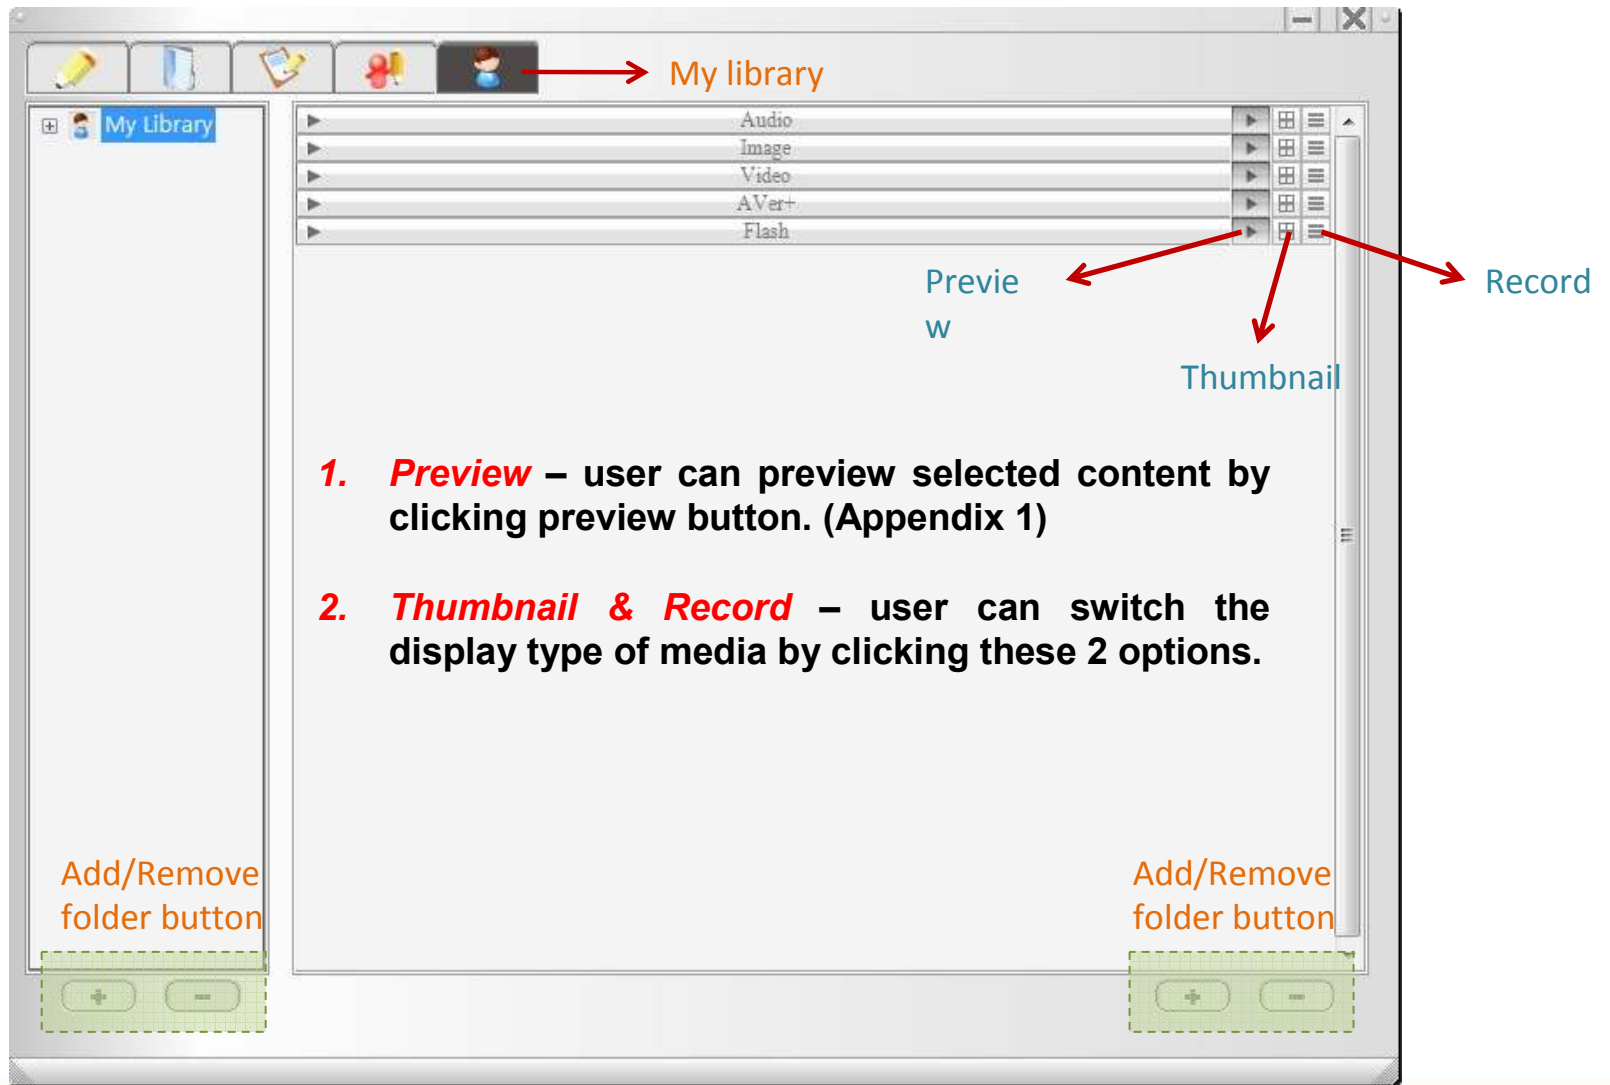 My library
My Library
Audio
Image
Video
AVer+
Flash
Previe
w
Record
Thumbnail
1. Preview – user can preview selected content by
clicking preview button. (Appendix 1)
2. Thumbnail & Record – user can switch the
display type of media by clicking these 2 options.
Add/Remove
folder button
Add/Remove
folder button